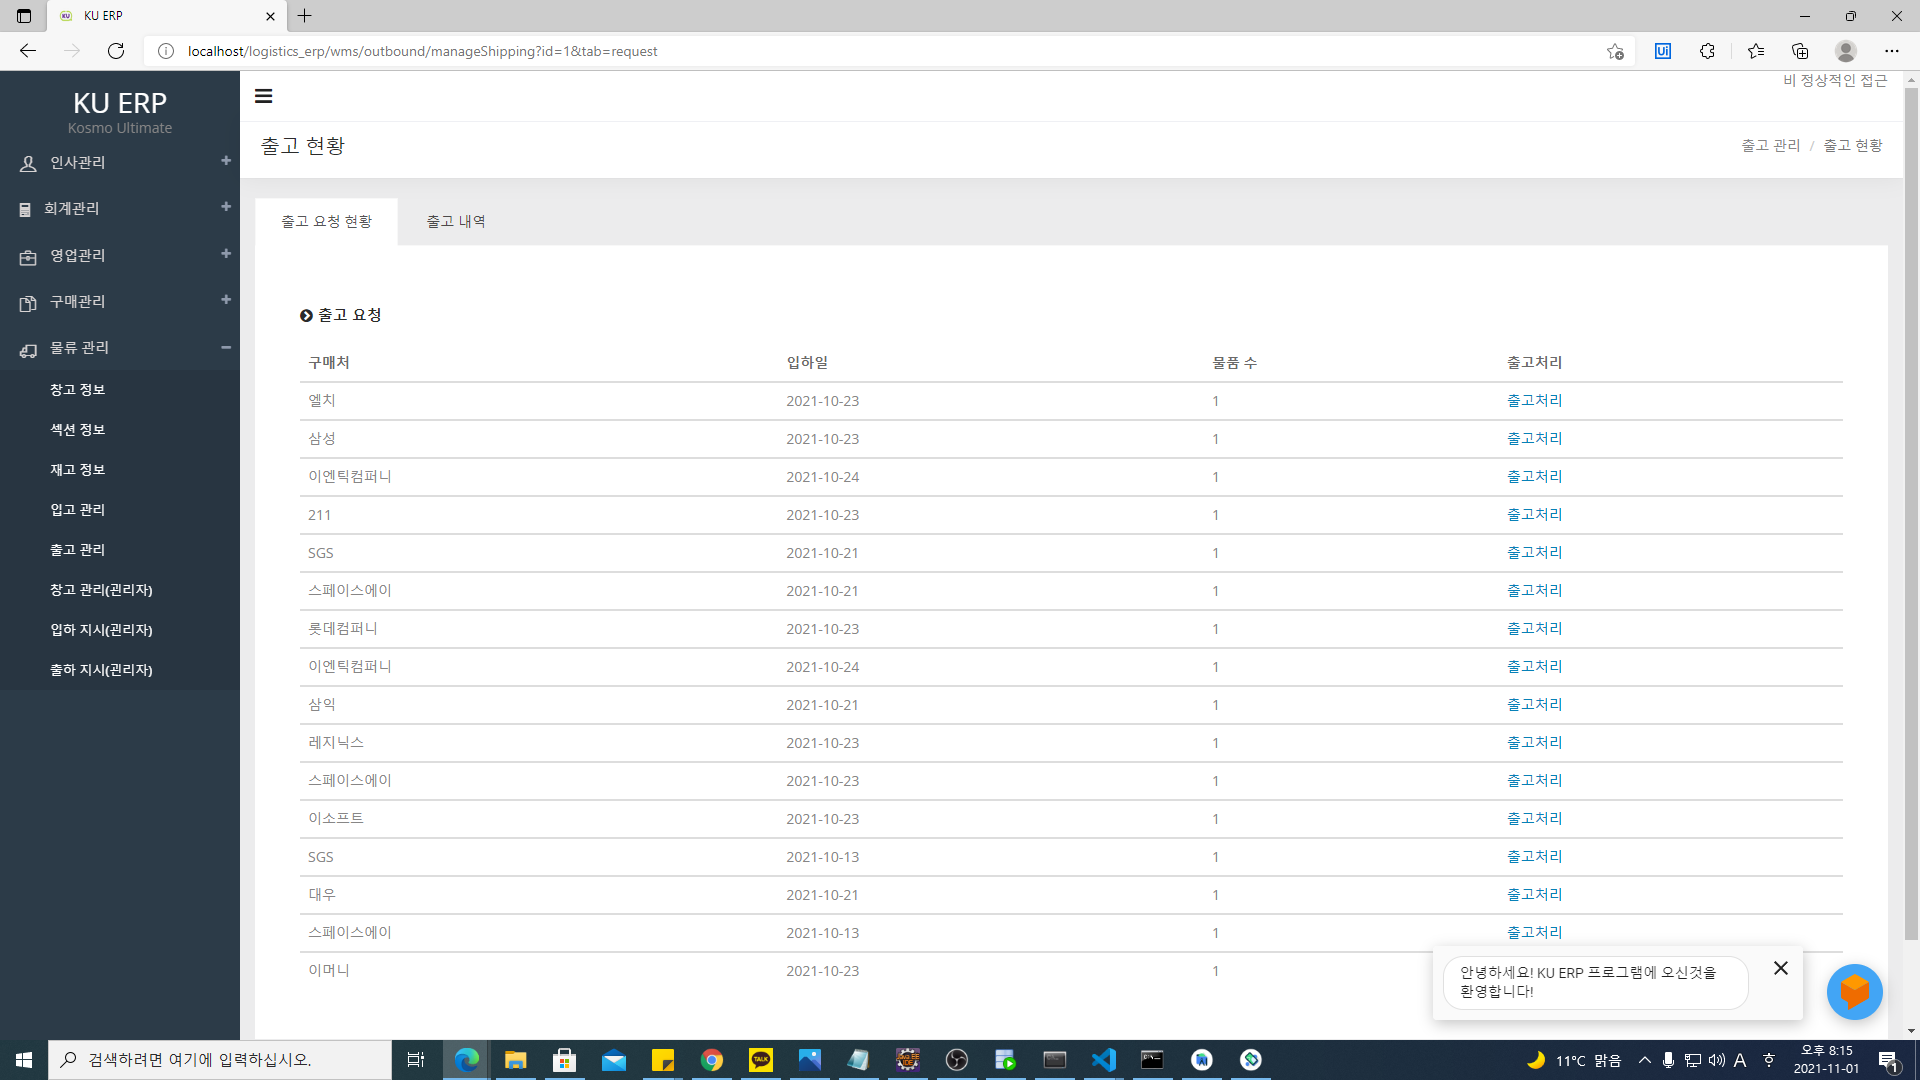 KU ERP
localhost/logistics_erp/wms/outbound/manageShipping?id=1&tab=request
KU ERP
Kosmo Ultimate
인사관리
회계관리
영업관리
구매관리
물류 관리
창고 정보
섹션 정보
재고 정보
입고 관리
출고 관리
창고 관리(관리자)
입하 지시(관리자)
출하 지시(관리자)
비 정상적인 접근
출고 현황
출고 관리 / 출고 현황
출고 요청 현황 출고 내역
출고 요청
구매처 입하일 물품 수 출고처리
엘치 2021-10-23 1 출고처리
삼성 2021-10-23 1 출고처리
이엔틱컴퍼니 2021-10-24 1 출고처리
211 2021-10-23 1 출고처리
SGS 2021-10-21 1 출고처리
스페이스에이 2021-10-21 1 출고처리
롯데컴퍼니 2021-10-23 1 출고처리
이엔틱컴퍼니 2021-10-24 1 출고처리
삼익 2021-10-21 1 출고처리
레지닉스 2021-10-23 1 출고처리
스페이스에이 2021-10-23 1 출고처리
이소프트 2021-10-23 1 출고처리
SGS 2021-10-13 1 출고처리
대우 2021-10-21 1 출고처리
스페이스에이 2021-10-13 1 출고처리
이머니 2021-10-23 1
안녕하세요! KU ERP 프로그램에 오신것을
환영합니다!
검색하려면 여기에 입력하십시오.
11°C 맑음
A 한
오후 8:15
2021-11-01
1